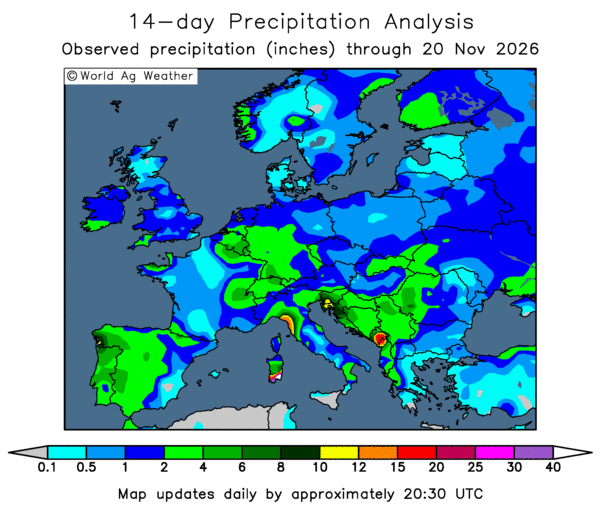 14-day Precipitation Analysis
Observed precipitation (inches) through 20 Nov 2026
© World Ag Weather
0.1 0.5 1 2 4 6 8 10 12 15 20 25 30 40
Map updates daily by approximately 20:30 UTC